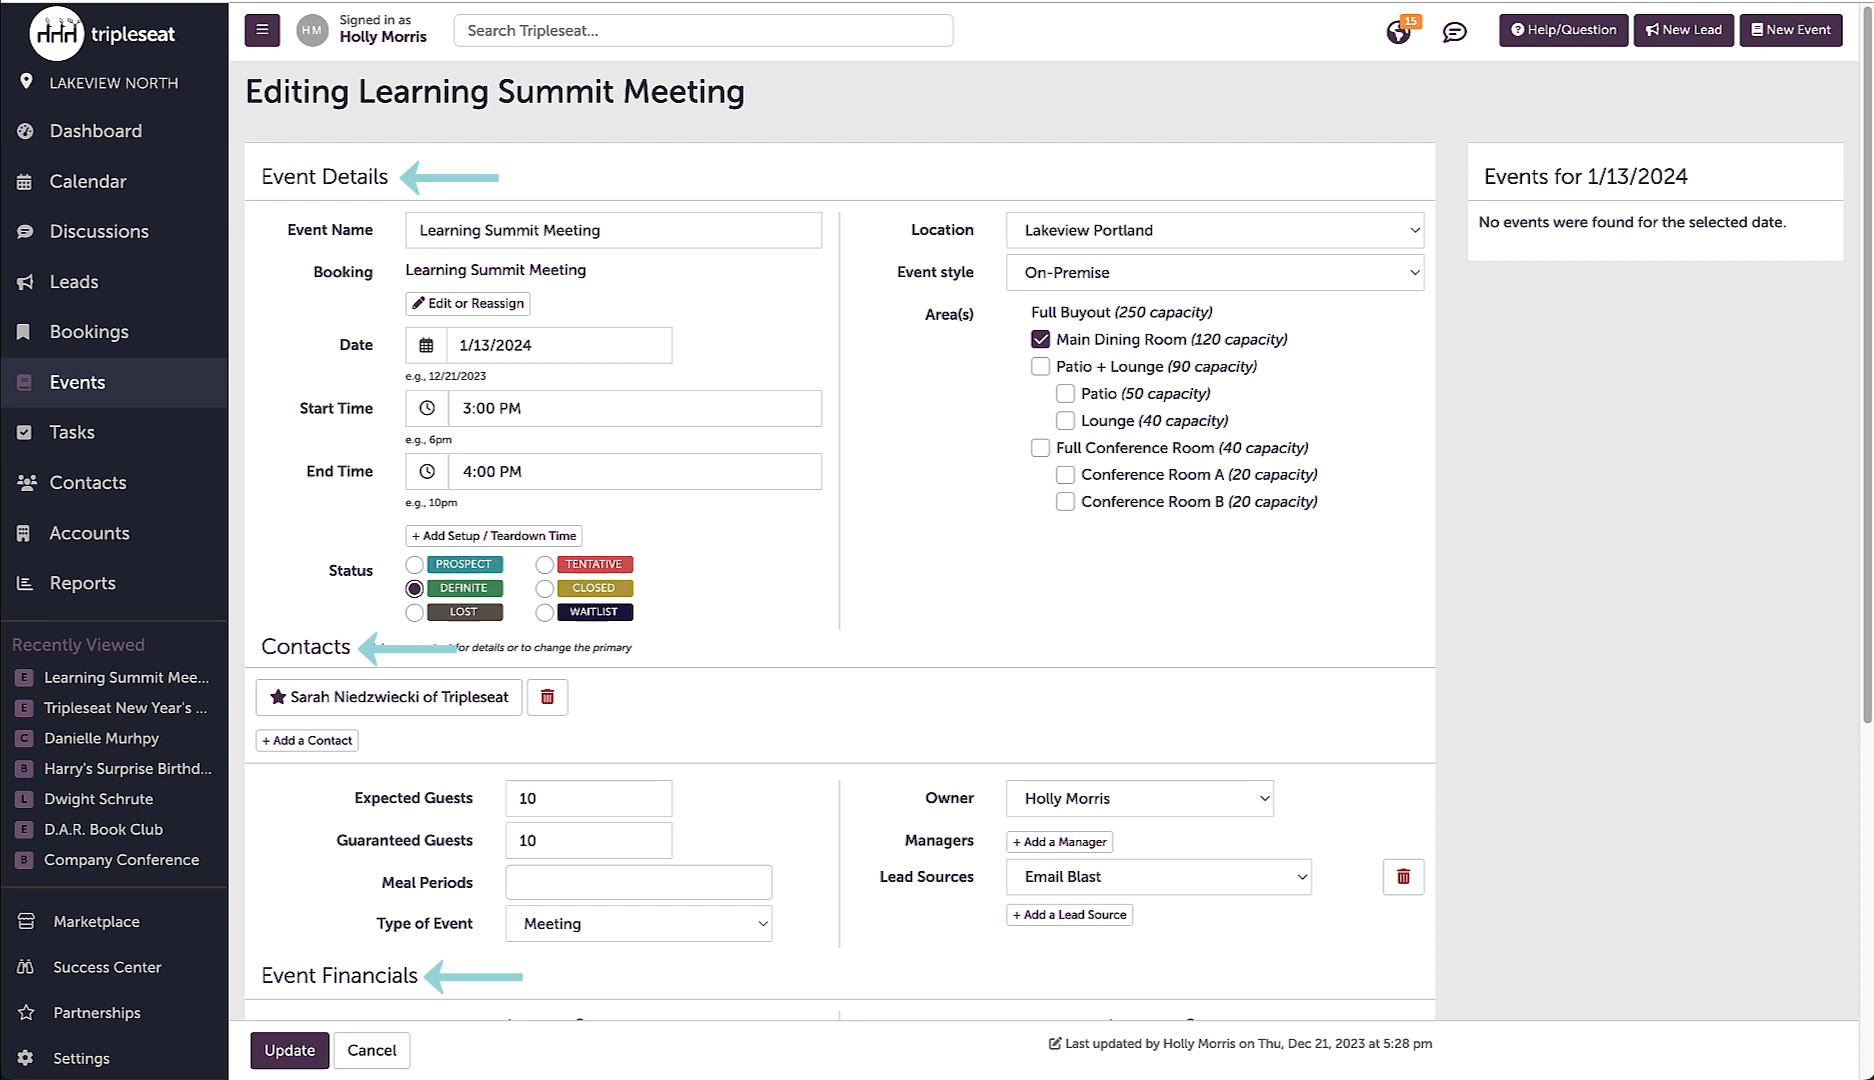 tripleseat
LAKEVIEW NORTH
Dashboard
Calendar
Discussions
Leads
Bookings
Events
Tasks
Contacts
Accounts
Reports
Recently Viewed
E Learning Summit Mee...
E Tripleseat New Year's ...
C Danielle Murhpy
B Harry's Surprise Birthd...
L Dwight Schrute
E D.A.R. Book Club
B Company Conference
Marketplace
Success Center
Partnerships
Settings
HM
Signed in as
Holly Morris
Search Tripleseat...
15
Help/Question
New Lead
New Event
Editing Learning Summit Meeting
Event Details
Event Name Learning Summit Meeting
Booking Learning Summit Meeting
Edit or Reassign
Date 1/13/2024
e.g., 12/21/2023
Start Time 3:00 PM
e.g., 6pm
End Time 4:00 PM
e.g., 10pm
+ Add Setup / Teardown Time
Status PROSPECT TENTATIVE
DEFINITE CLOSED
LOST WAITLIST
Location Lakeview Portland
Event style On-Premise
Area(s) Full Buyout (250 capacity)
Main Dining Room (120 capacity)
Patio + Lounge (90 capacity)
Patio (50 capacity)
Lounge (40 capacity)
Full Conference Room (40 capacity)
Conference Room A (20 capacity)
Conference Room B (20 capacity)
Contacts for details or to change the primary
Sarah Niedzwiecki of Tripleseat
+ Add a Contact
Expected Guests 10
Guaranteed Guests 10
Meal Periods
Type of Event Meeting
Owner Holly Morris
Managers + Add a Manager
Lead Sources Email Blast
+ Add a Lead Source
Event Financials
Update Cancel
Last updated by Holly Morris on Thu, Dec 21, 2023 at 5:28 pm
Events for 1/13/2024
No events were found for the selected date.